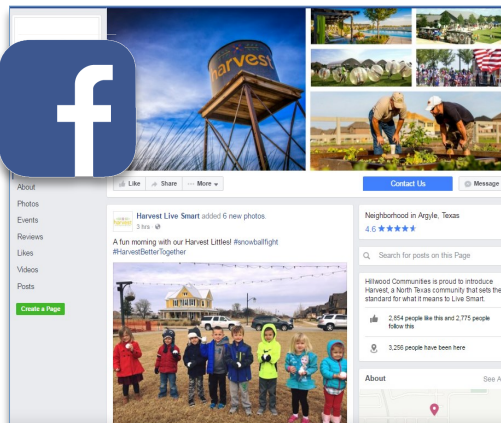 harvest
f
Like Share ··· More
Contact Us
Message
About
Photos
Events
Reviews
Likes
Videos
Posts
Create a Page
Harvest Live Smart added 6 new photos.
3 hrs ·
A fun morning with our Harvest Littles! #snowballfight
#HarvestBetterTogether
Neighborhood in Argyle, Texas
4.6 ★★★★★
Search for posts on this Page
Hillwood Communities is proud to introduce
Harvest, a North Texas community that sets the
standard for what it means to Live Smart.
2,854 people like this and 2,775 people
follow this
3,256 people have been here
About
See A